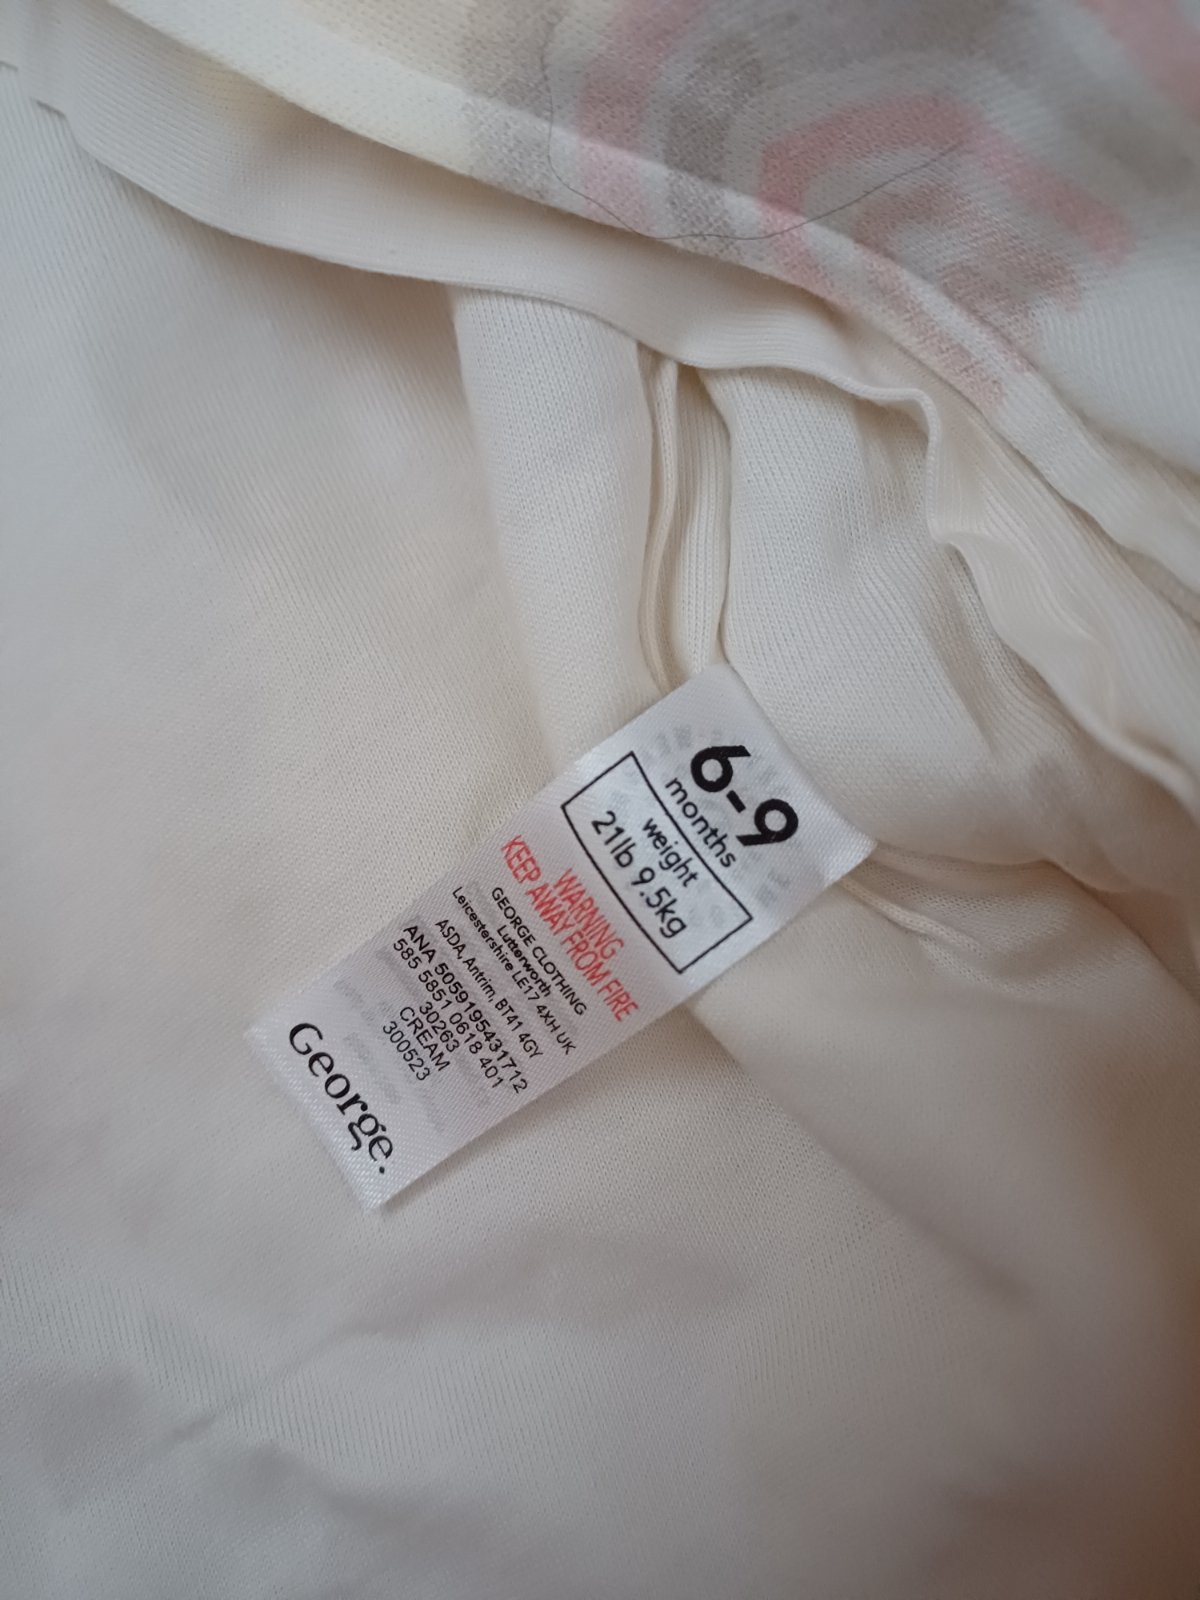 6-9
months
weight
21lb 9.5kg
WARNING
KEEP AWAY FROM FIRE
GEORGE CLOTHING
Lutterworth
Leicestershire LE17 4XH UK
ASDA, Antrim, BT41 4GY
ANA 5059195431712
585 5851 0618 401
30263
CREAM
300523
George.